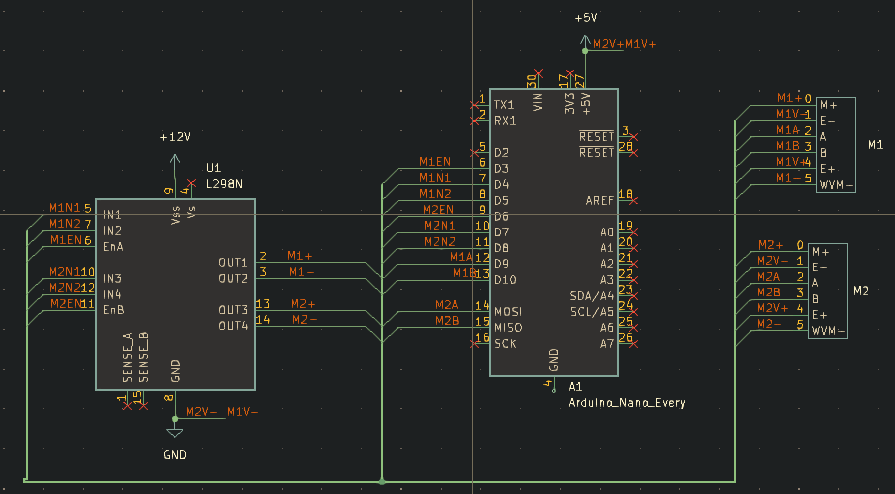 +5V
M2V+ M1V+
30
17
27
VIN
3V3
+5V
1 TX1
2 RX1
RESET 3
RESET 28
5 D2
M1EN 6 D3
M1N1 7 D4
M1N2 8 D5
M2EN 9 D6
M2N1 10 D7
M2N2 11 D8
M1A 12 D9
M1B 13 D10
M2A 14 MOSI
M2B 15 MISO
16 SCK
AREF 18
A0 19
A1 20
A2 21
A3 22
SDA/A4 23
SCL/A5 24
A6 25
A7 26
GND
4
A1
Arduino_Nano_Every
+12V
U1
L298N
9
4
Vss
Vs
M1N1 5 IN1
M1N2 7 IN2
M1EN 6 EnA
M2N1 10 IN3
M2N2 12 IN4
M2EN 11 EnB
OUT1 2 M1+
OUT2 3 M1-
OUT3 13 M2+
OUT4 14 M2-
SENSE_A
SENSE_B
GND
1
15
8
M2V- M1V-
GND
M1+ 0 M+
M1V- 1 E-
M1A 2 A
M1B 3 B
M1V+ 4 E+
M1- 5 WVM-
M1
M2+ 0 M+
M2V- 1 E-
M2A 2 A
M2B 3 B
M2V+ 4 E+
M2- 5 WVM-
M2